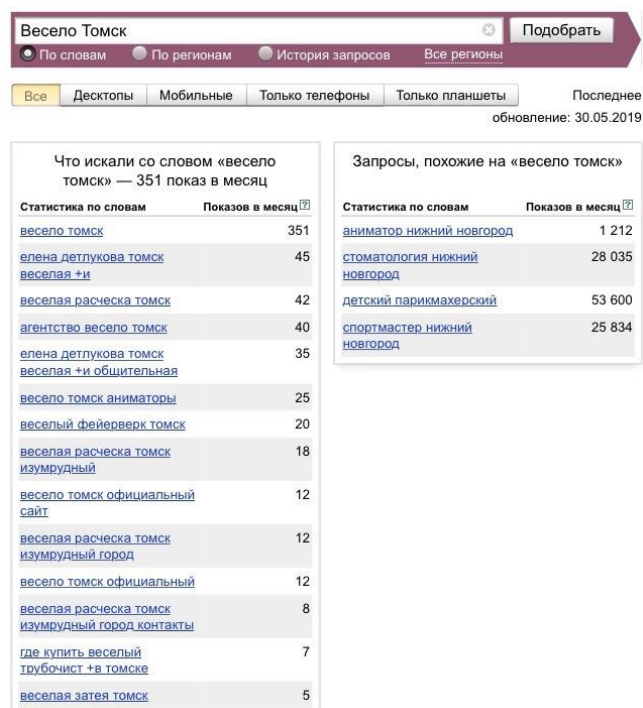 Весело Томск
Подобрать
По словам
По регионам
История запросов
Все регионы
Все
Десктопы
Мобильные
Только телефоны
Только планшеты
Последнее
обновление: 30.05.2019
Что искали со словом «весело
томск» — 351 показ в месяц
Статистика по словам Показов в месяц ?
весело томск 351
елена детлукова томск 45
веселая +и
веселая расческа томск 42
агентство весело томск 40
елена детлукова томск 35
веселая +и общительная
весело томск аниматоры 25
веселый фейерверк томск 20
веселая расческа томск 18
изумрудный
весело томск официальный 12
сайт
веселая расческа томск 12
изумрудный город
весело томск официальный 12
веселая расческа томск 8
изумрудный город контакты
где купить веселый 7
трубочист +в томске
веселая затея томск 5
Запросы, похожие на «весело томск»
Статистика по словам Показов в месяц ?
аниматор нижний новгород 1 212
стоматология нижний 28 035
новгород
детский парикмахерский 53 600
спортмастер нижний 25 834
новгород